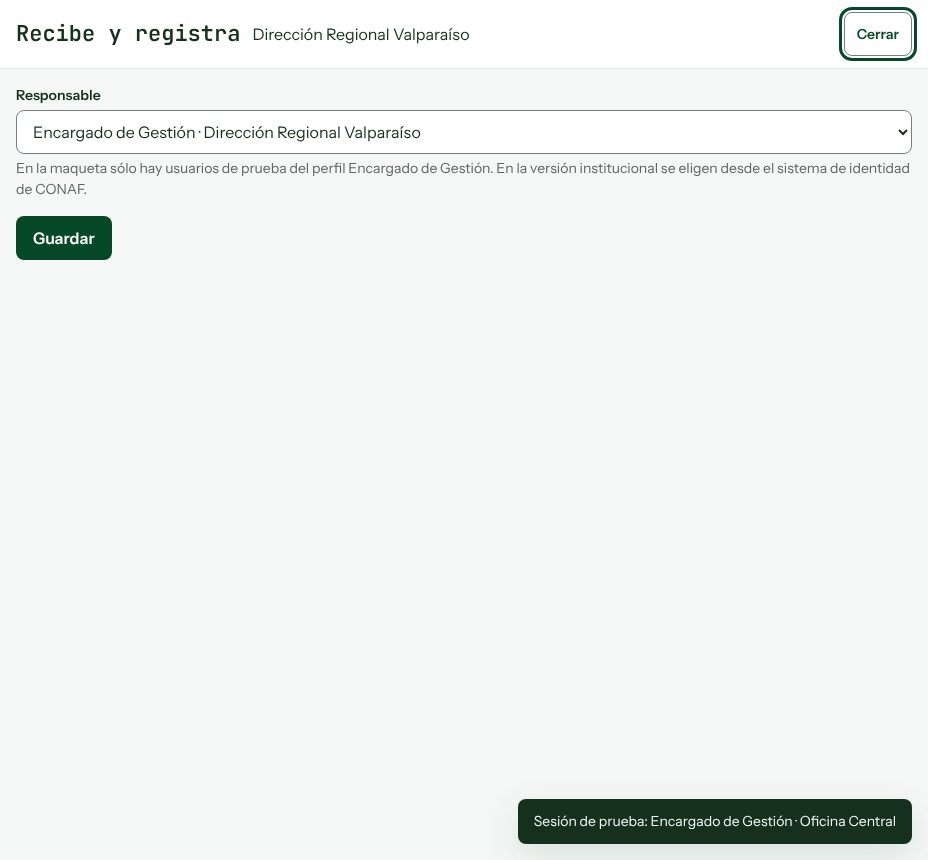 Recibe y registra Dirección Regional Valparaíso
Cerrar
Responsable
Encargado de Gestión · Dirección Regional Valparaíso
En la maqueta sólo hay usuarios de prueba del perfil Encargado de Gestión. En la versión institucional se eligen desde el sistema de identidad
de CONAF.
Guardar
Sesión de prueba: Encargado de Gestión · Oficina Central